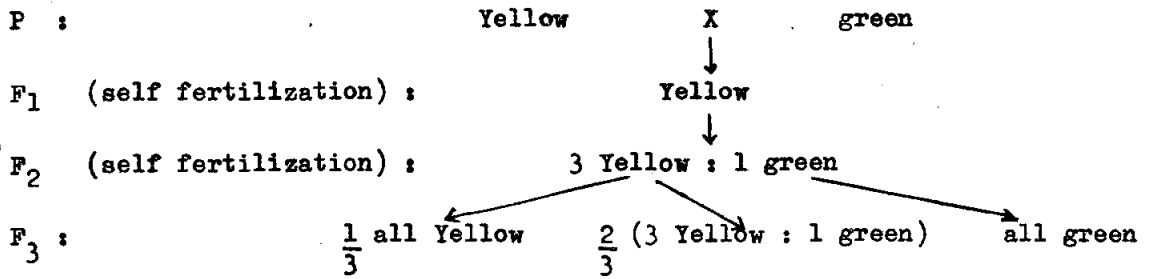 P : Yellow X green
F1 (self fertilization) : Yellow
F2 (self fertilization) : 3 Yellow : 1 green
F3 : 1/3 all Yellow 2/3 (3 Yellow : 1 green) all green